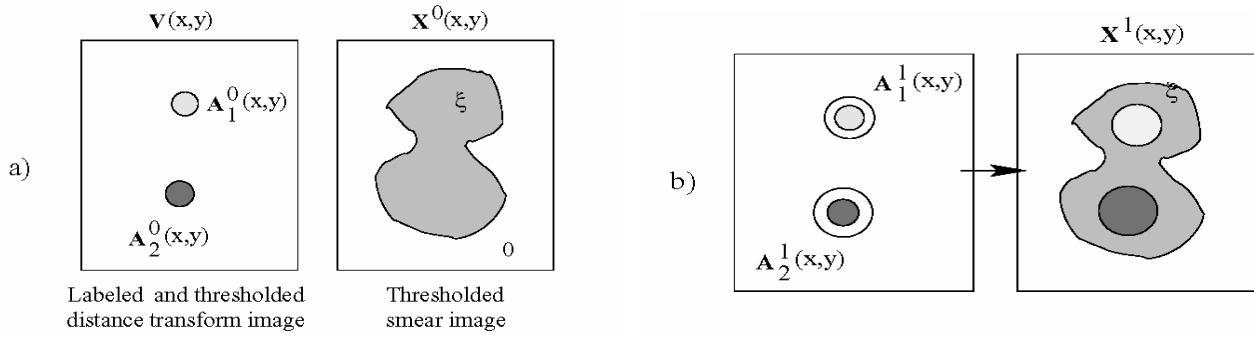 a)
V(x,y)
A₁⁰(x,y)
A₂⁰(x,y)
Labeled and thresholded
distance transform image
X⁰(x,y)
ξ
0
Thresholded
smear image
b)
A₁¹(x,y)
A₂¹(x,y)
X¹(x,y)
ξ